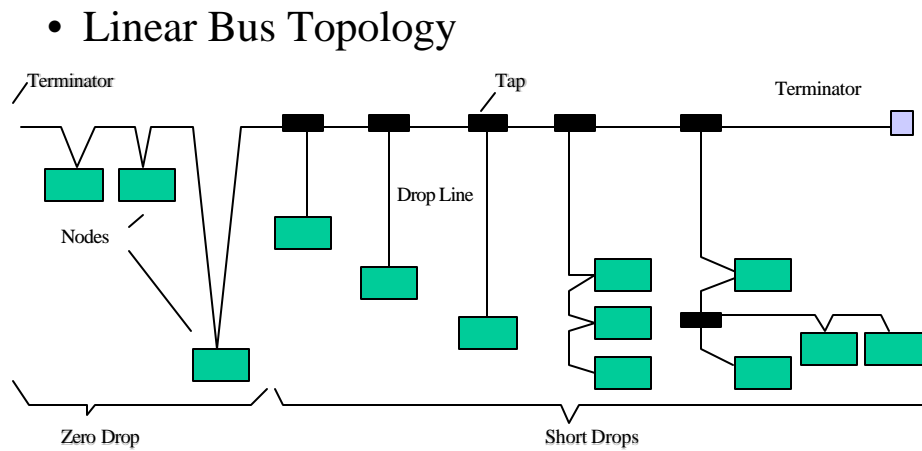 • Linear Bus Topology
Terminator
Tap
Terminator
Drop Line
Nodes
Zero Drop
Short Drops